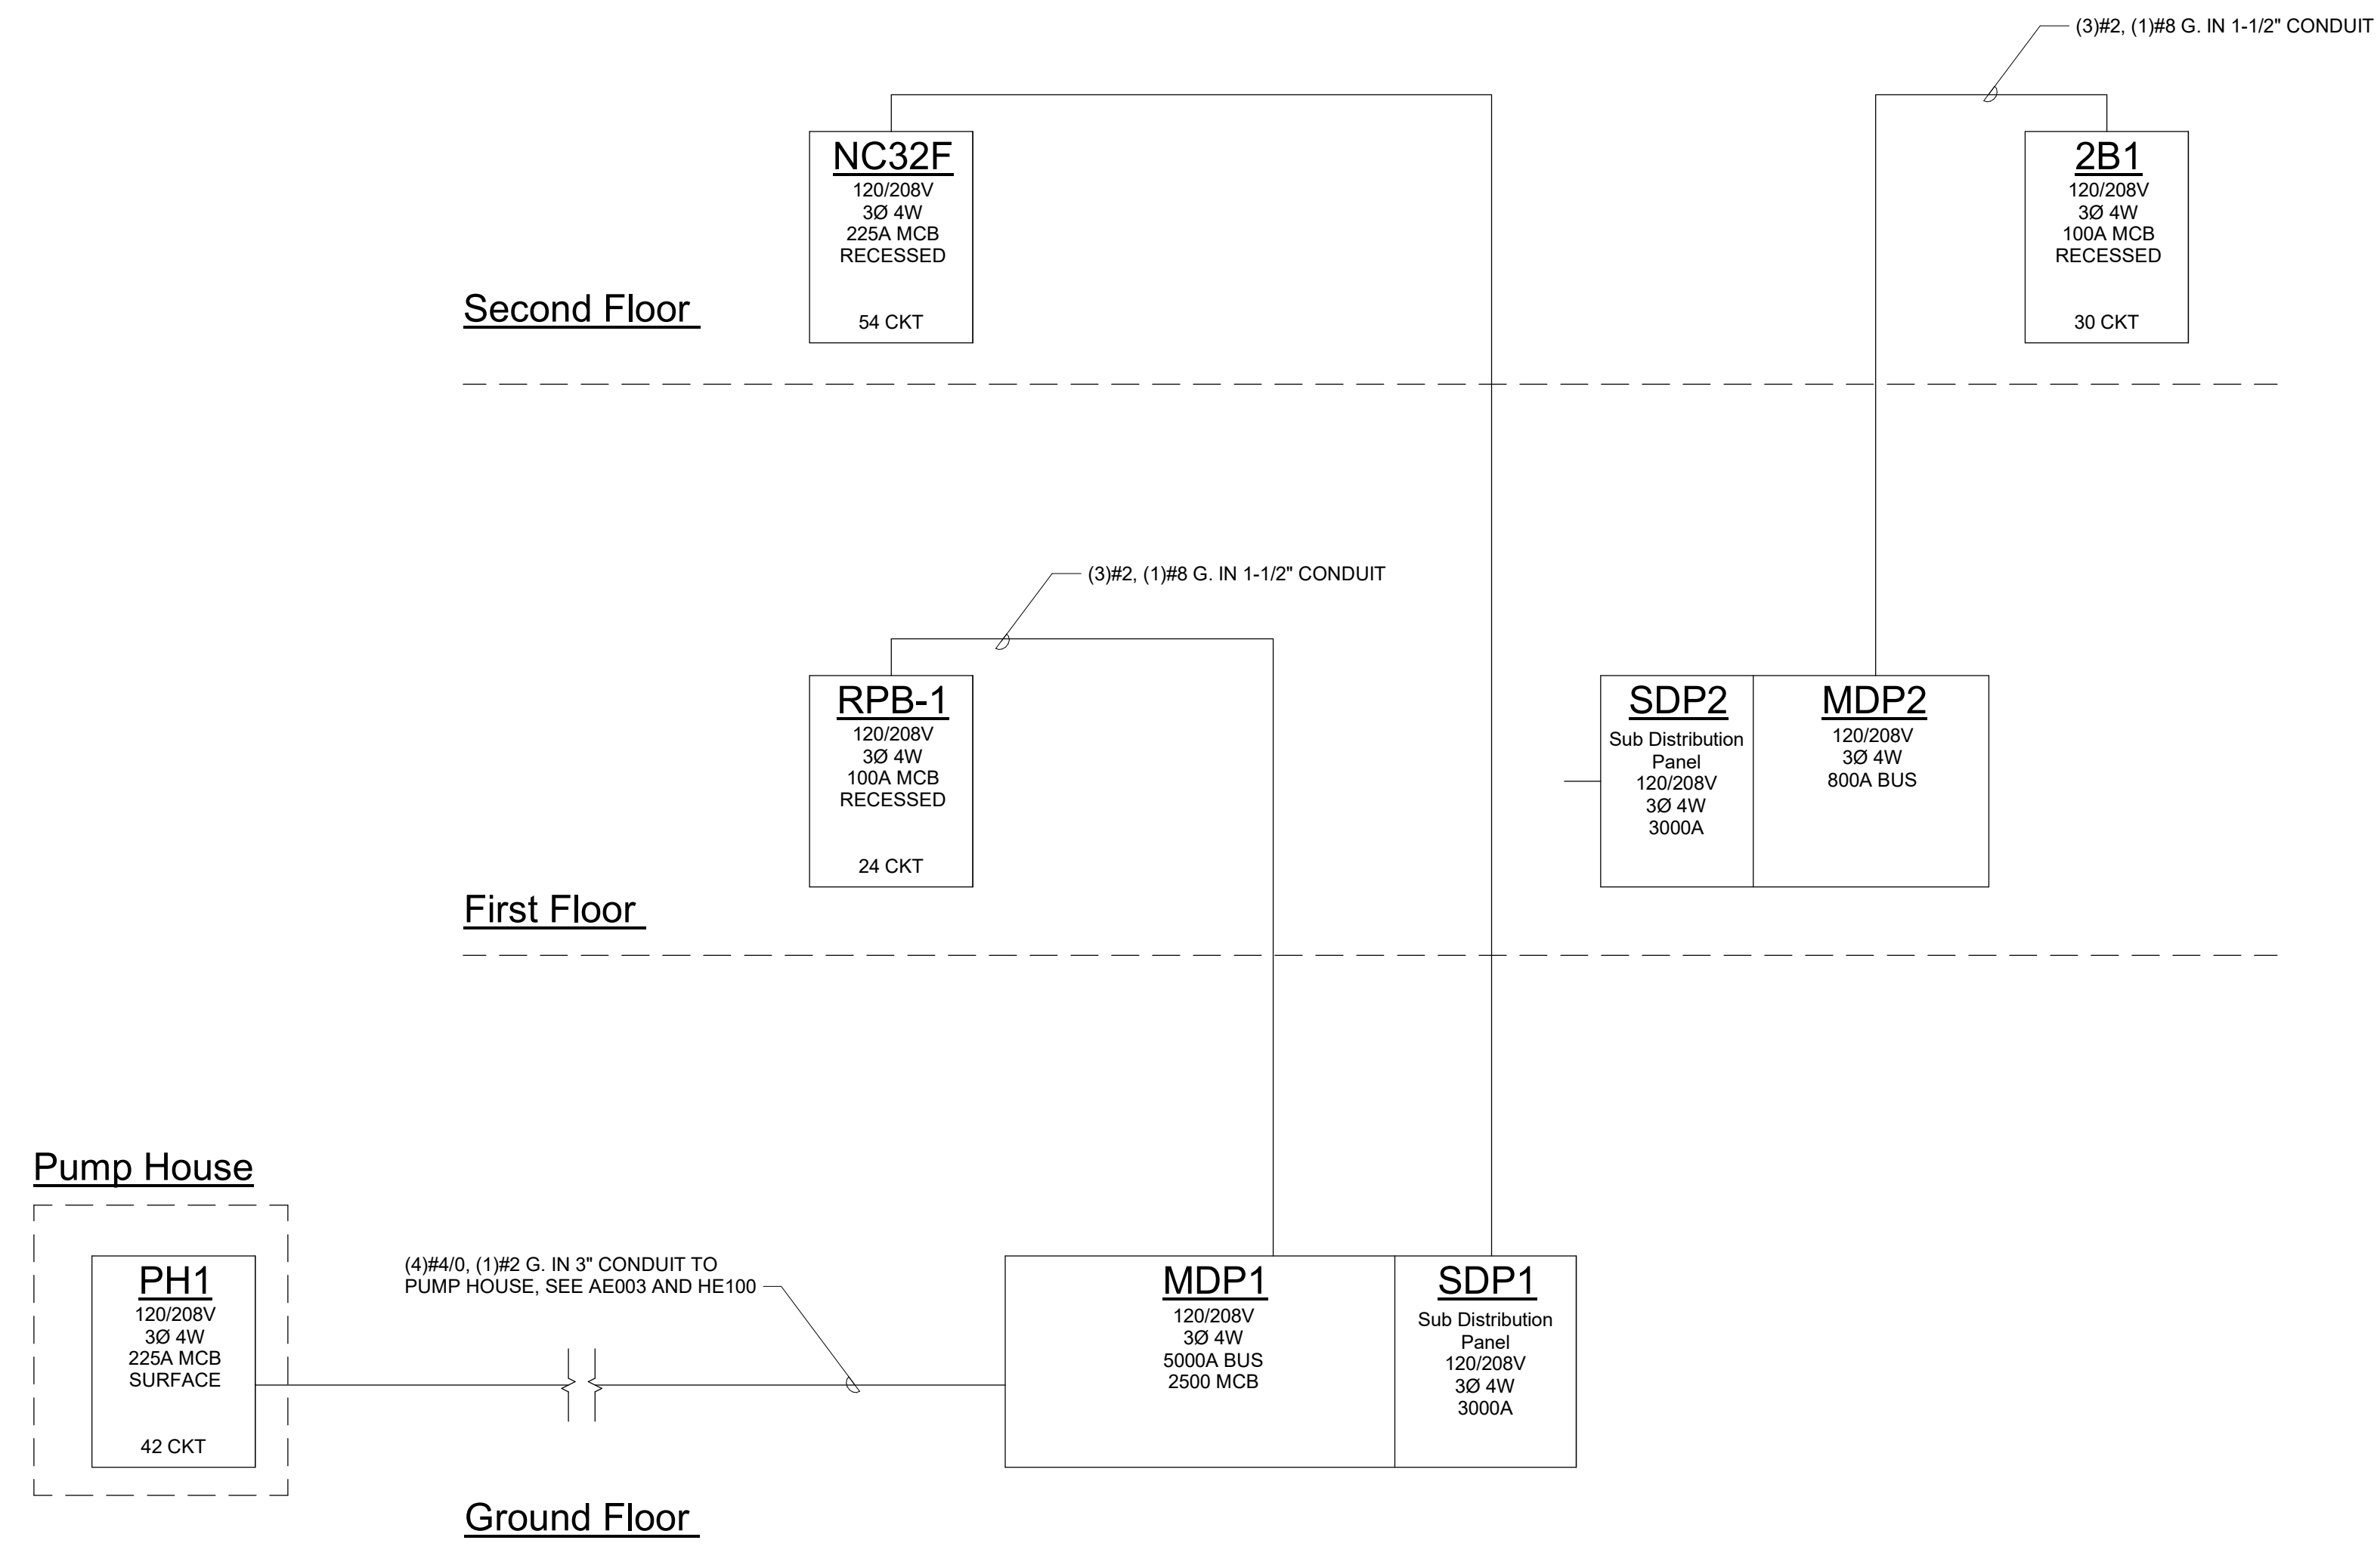 (3)#2, (1)#8 G. IN 1-1/2" CONDUIT
NC32F
120/208V
3Ø 4W
225A MCB
RECESSED
54 CKT
2B1
120/208V
3Ø 4W
100A MCB
RECESSED
30 CKT
Second Floor
(3)#2, (1)#8 G. IN 1-1/2" CONDUIT
RPB-1
120/208V
3Ø 4W
100A MCB
RECESSED
24 CKT
SDP2
Sub Distribution
Panel
120/208V
3Ø 4W
3000A
MDP2
120/208V
3Ø 4W
800A BUS
First Floor
Pump House
PH1
120/208V
3Ø 4W
225A MCB
SURFACE
42 CKT
(4)#4/0, (1)#2 G. IN 3" CONDUIT TO
PUMP HOUSE, SEE AE003 AND HE100
MDP1
120/208V
3Ø 4W
5000A BUS
2500 MCB
SDP1
Sub Distribution
Panel
120/208V
3Ø 4W
3000A
Ground Floor